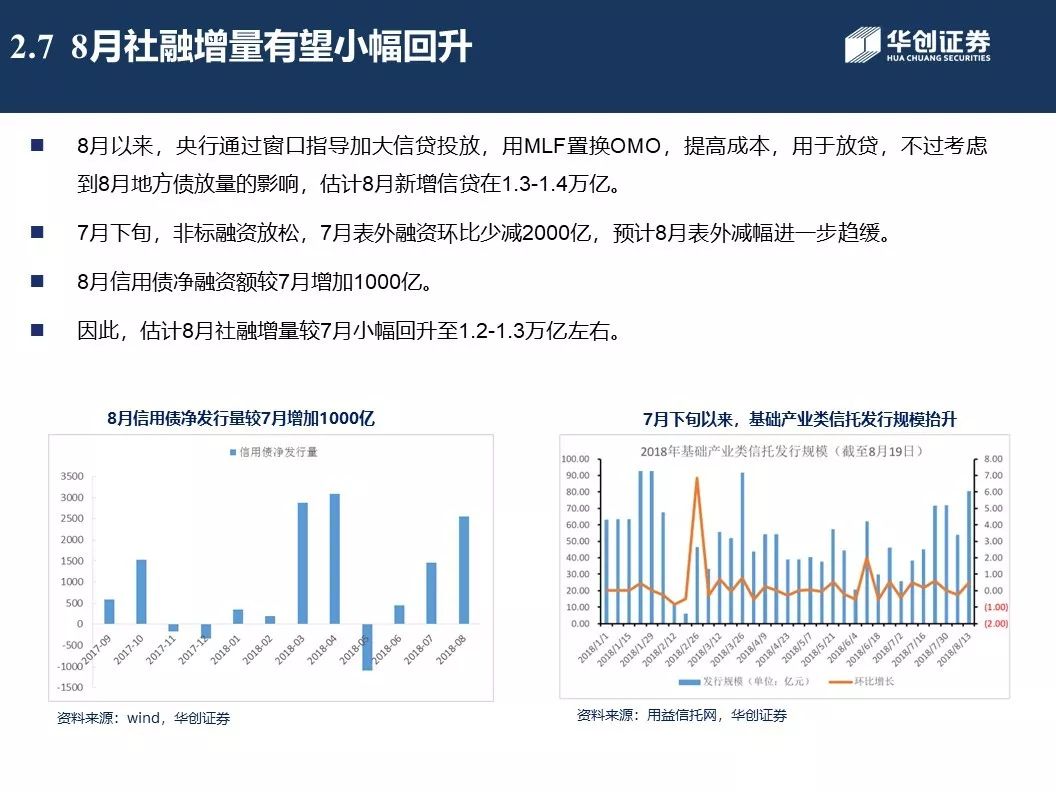 2.7 8月社融增量有望小幅回升
华创证券
HUA CHUANG SECURITIES
8月以来，央行通过窗口指导加大信贷投放，用MLF置换OMO，提高成本，用于放贷，不过考虑
到8月地方债放量的影响，估计8月新增信贷在1.3-1.4万亿。
7月下旬，非标融资放松，7月表外融资环比少减2000亿，预计8月表外减幅进一步趋缓。
8月信用债净融资额较7月增加1000亿。
因此，估计8月社融增量较7月小幅回升至1.2-1.3万亿左右。
8月信用债净发行量较7月增加1000亿
信用债净发行量
3500
3000
2500
2000
1500
1000
500
0
-500
-1000
-1500
2017-09 2017-10 2017-11 2017-12 2018-01 2018-02 2018-03 2018-04 2018-05 2018-06 2018-07 2018-08
资料来源：wind，华创证券
7月下旬以来，基础产业类信托发行规模抬升
2018年基础产业类信托发行规模（截至8月19日）
100.00 8.00
90.00 7.00
80.00 6.00
70.00 5.00
60.00 4.00
50.00 3.00
40.00 2.00
30.00 1.00
20.00 0.00
10.00 (1.00)
0.00 (2.00)
2018/1/1 2018/1/15 2018/1/29 2018/2/12 2018/2/26 2018/3/12 2018/3/26 2018/4/9 2018/4/23 2018/5/7 2018/5/21 2018/6/4 2018/6/18 2018/7/2 2018/7/16 2018/7/30 2018/8/13
发行规模（单位：亿元） 环比增长
资料来源：用益信托网，华创证券